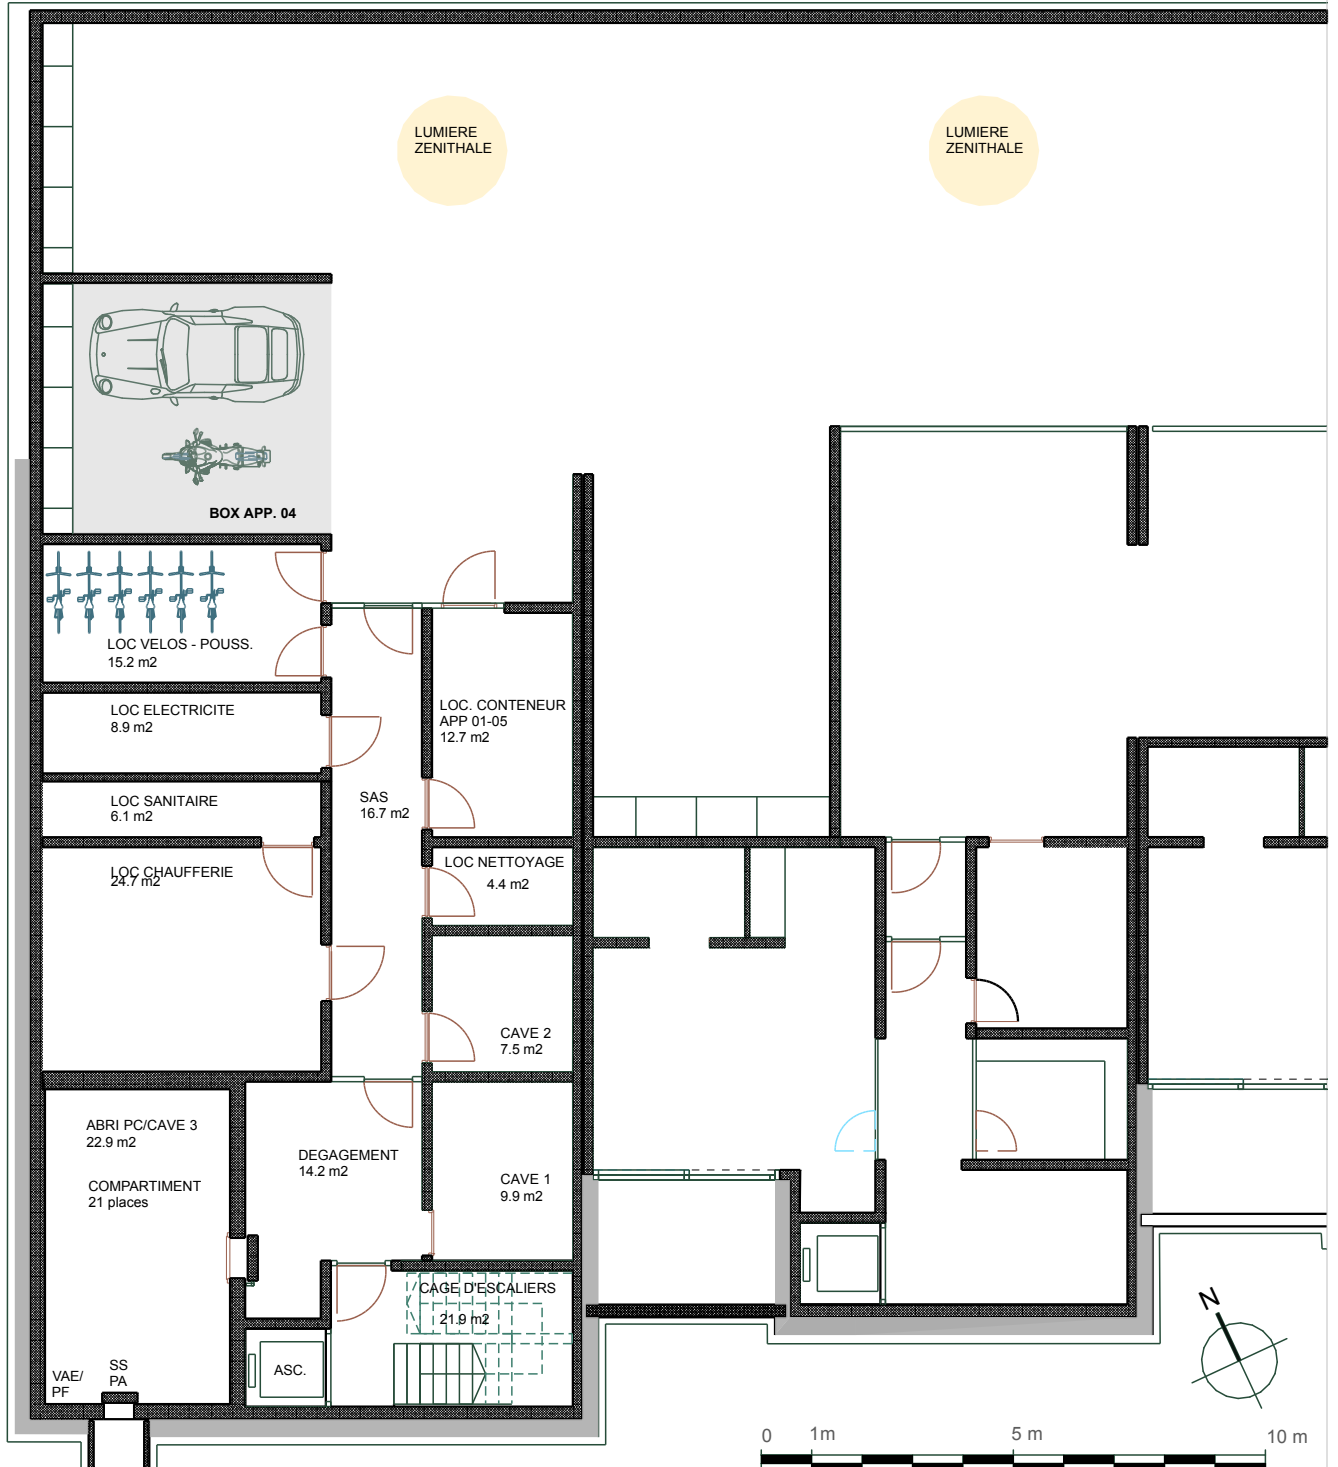 LUMIERE
ZENITHALE
LUMIERE
ZENITHALE
BOX APP. 04
LOC VELOS - POUSS.
15.2 m2
LOC ELECTRICITE
8.9 m2
LOC. CONTENEUR
APP 01-05
12.7 m2
LOC SANITAIRE
6.1 m2
SAS
16.7 m2
LOC CHAUFFERIE
24.7 m2
LOC NETTOYAGE
4.4 m2
CAVE 2
7.5 m2
ABRI PC/CAVE 3
22.9 m2
COMPARTIMENT
21 places
DEGAGEMENT
14.2 m2
CAVE 1
9.9 m2
CAGE D'ESCALIERS
21.9 m2
ASC.
VAE/
PF
SS
PA
N
0 1m 5 m 10 m